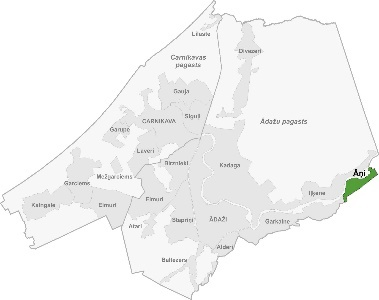 Lilaste
Divezeri
Carnikavas
pagasts
Gauja
Siguļi
CARNIKAVA
Ādažu pagasts
Garupe
Laveri
Birznieki
Kadaga
Āņi
Mežgarciems
Garciems
Iļķene
Kalngale
Eimuri
Eimuri
Stapriņi
ĀDAŽI
Garkalne
Atari
Alderi
Baltezers